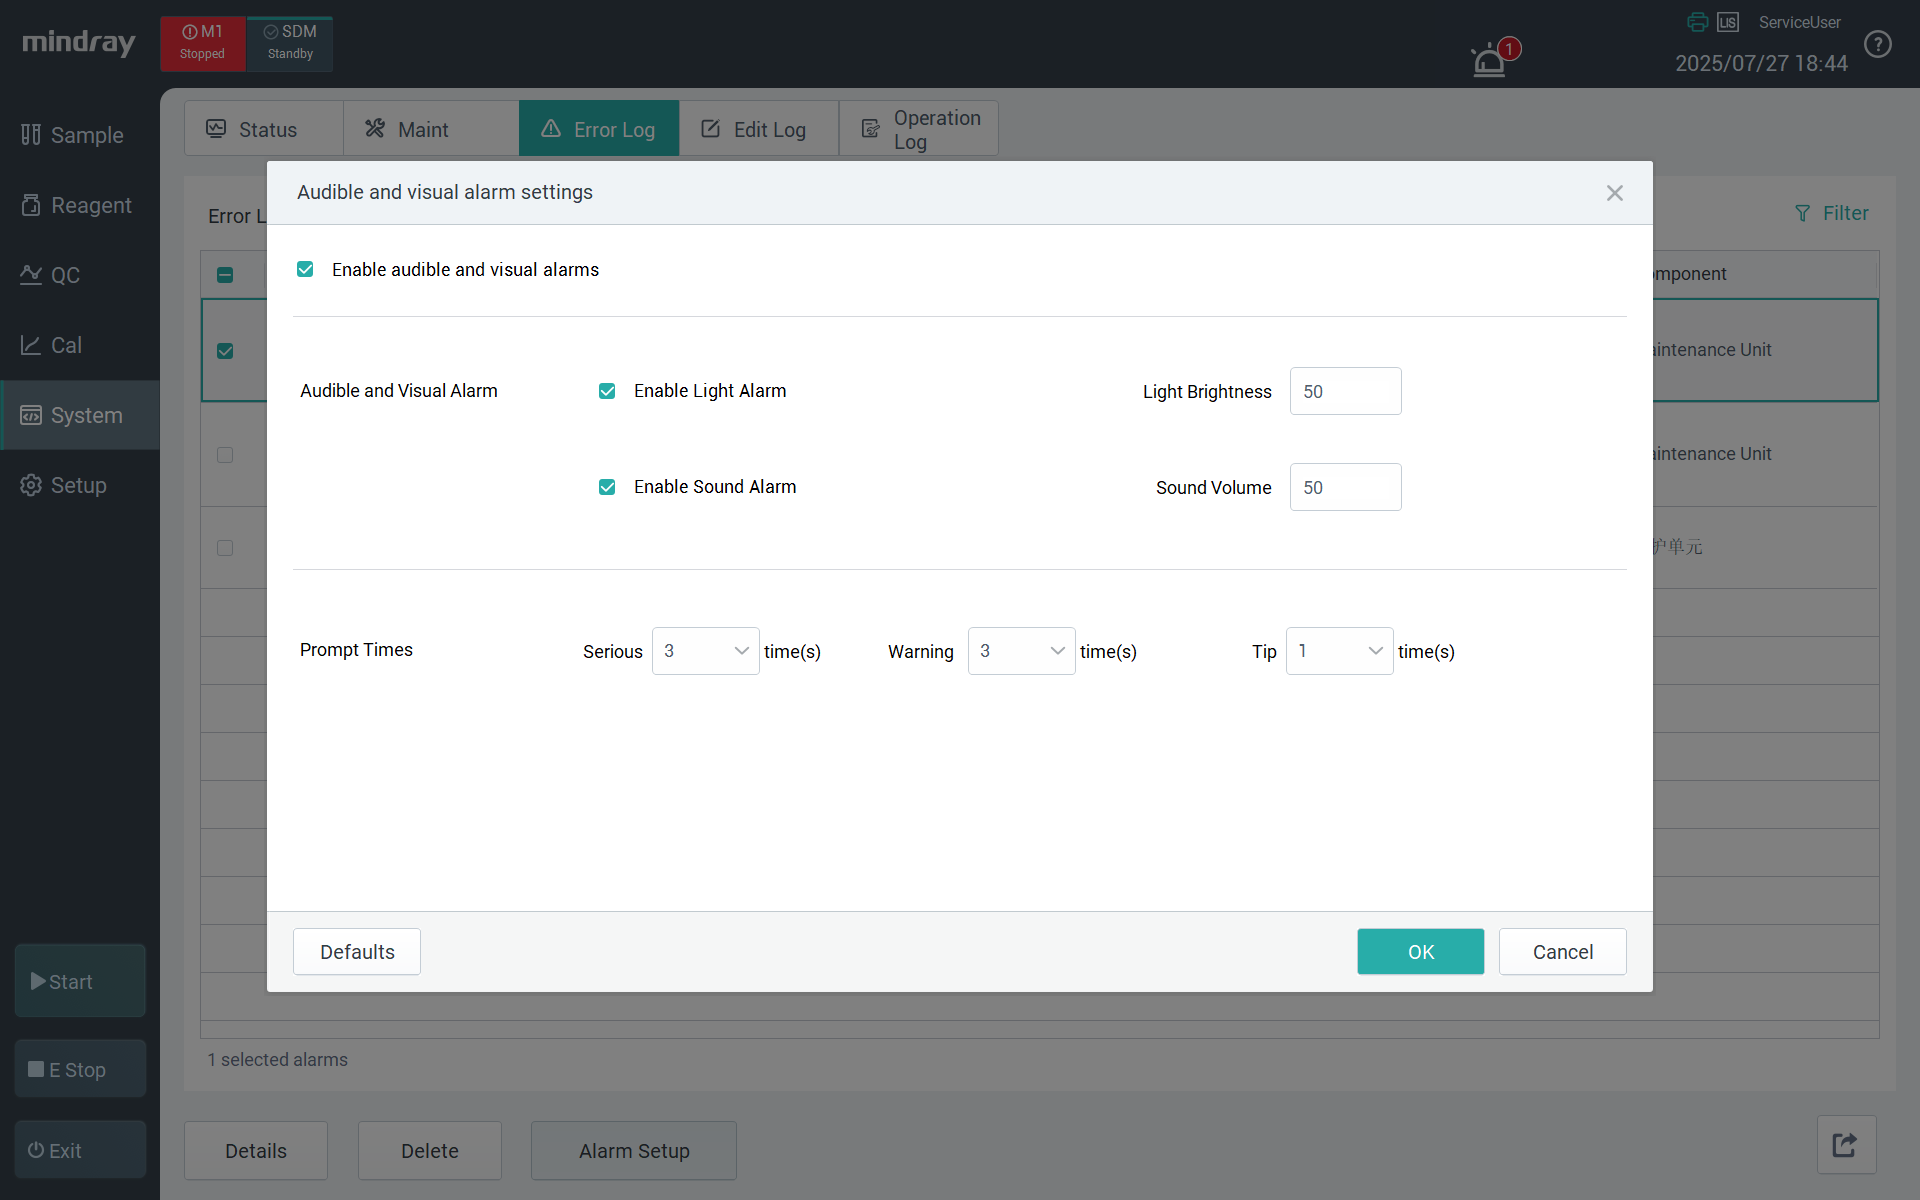 mindray
M1
Stopped
SDM
Standby
1
LIS
ServiceUser
2025/07/27 18:44
?
Sample
Reagent
QC
Cal
System
Setup
Start
E Stop
Exit
Status
Maint
Error Log
Edit Log
Operation
Log
Error L
Filter
omponent
aintenance Unit
aintenance Unit
护单元
Audible and visual alarm settings
Enable audible and visual alarms
Audible and Visual Alarm
Enable Light Alarm
Light Brightness
50
Enable Sound Alarm
Sound Volume
50
Prompt Times
Serious
3
time(s)
Warning
3
time(s)
Tip
1
time(s)
Defaults
OK
Cancel
1 selected alarms
Details
Delete
Alarm Setup